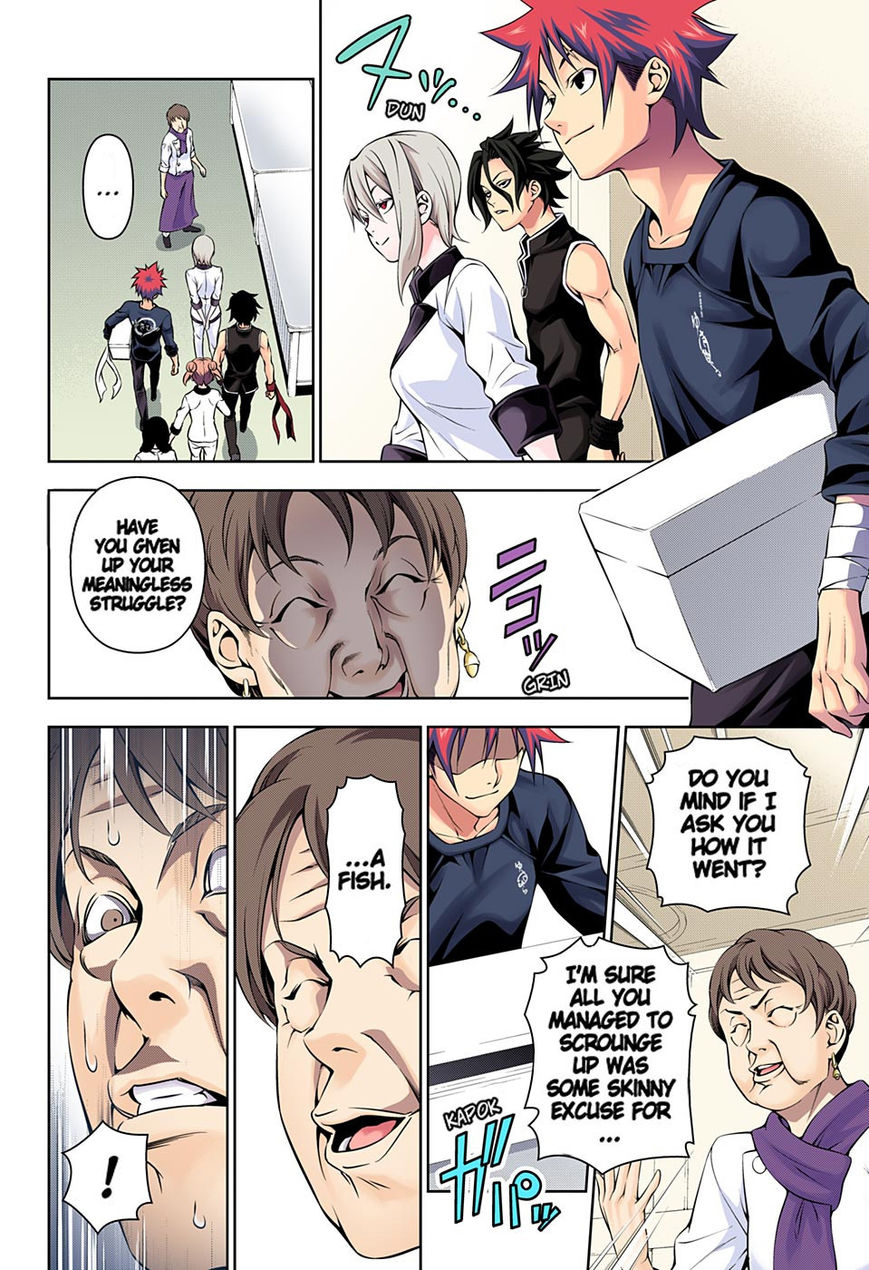 ヌッ...
DUN
...
HAVE
YOU GIVEN
UP YOUR
MEANINGLESS
STRUGGLE?
ニコッ
GRIN
DO YOU
MIND IF I
ASK YOU
HOW IT
WENT?
I'M SURE
ALL YOU
MANAGED TO
SCROUNGE
UP WAS
SOME SKINNY
EXCUSE FOR
...
KAPOK
ガパッ
...A
FISH.
!